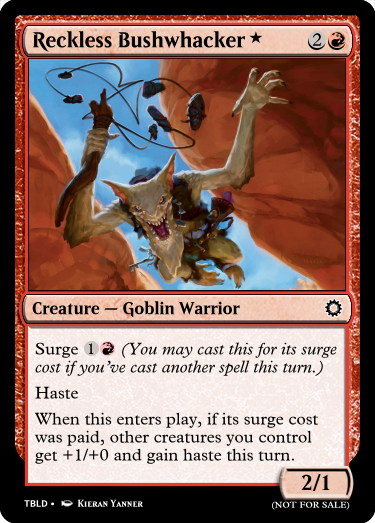 Reckless Bushwhacker ★ 2
Creature — Goblin Warrior
Surge 1 (You may cast this for its surge
cost if you've cast another spell this turn.)
Haste
When this enters play, if its surge cost
was paid, other creatures you control
get +1/+0 and gain haste this turn.
2/1
TBLD • Kieran Yanner
(NOT FOR SALE)